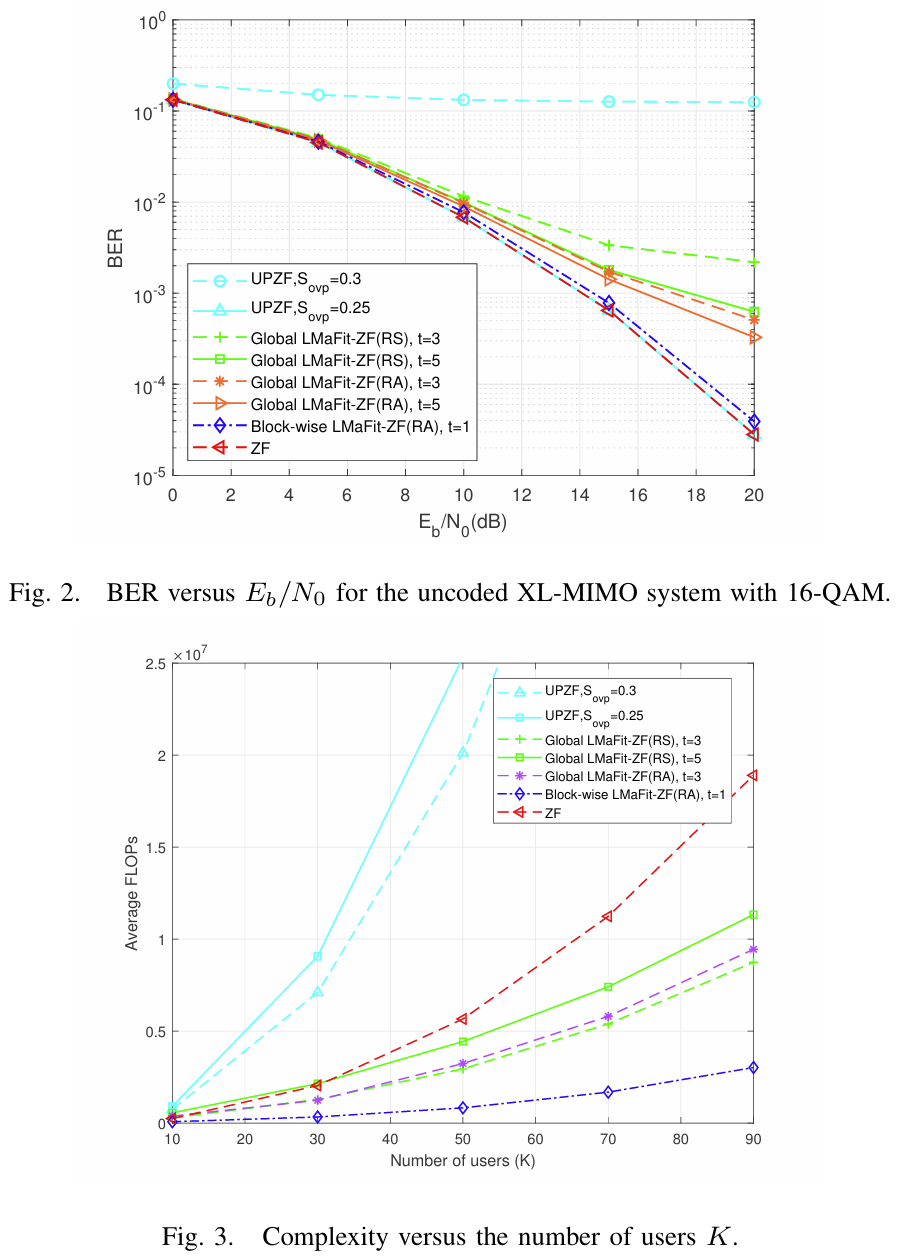 10^0
10^-1
10^-2
10^-3
10^-4
10^-5
BER
UPZF,S_ovp=0.3
UPZF,S_ovp=0.25
Global LMaFit-ZF(RS), t=3
Global LMaFit-ZF(RS), t=5
Global LMaFit-ZF(RA), t=3
Global LMaFit-ZF(RA), t=5
Block-wise LMaFit-ZF(RA), t=1
ZF
0 2 4 6 8 10 12 14 16 18 20
E_b/N_0(dB)
Fig. 2. BER versus E_b/N_0 for the uncoded XL-MIMO system with 16-QAM.
×10^7
2.5
2
1.5
1
0.5
0
Average FLOPs
UPZF,S_ovp=0.3
UPZF,S_ovp=0.25
Global LMaFit-ZF(RS), t=3
Global LMaFit-ZF(RS), t=5
Global LMaFit-ZF(RA), t=3
Block-wise LMaFit-ZF(RA), t=1
ZF
10 20 30 40 50 60 70 80 90
Number of users (K)
Fig. 3. Complexity versus the number of users K.